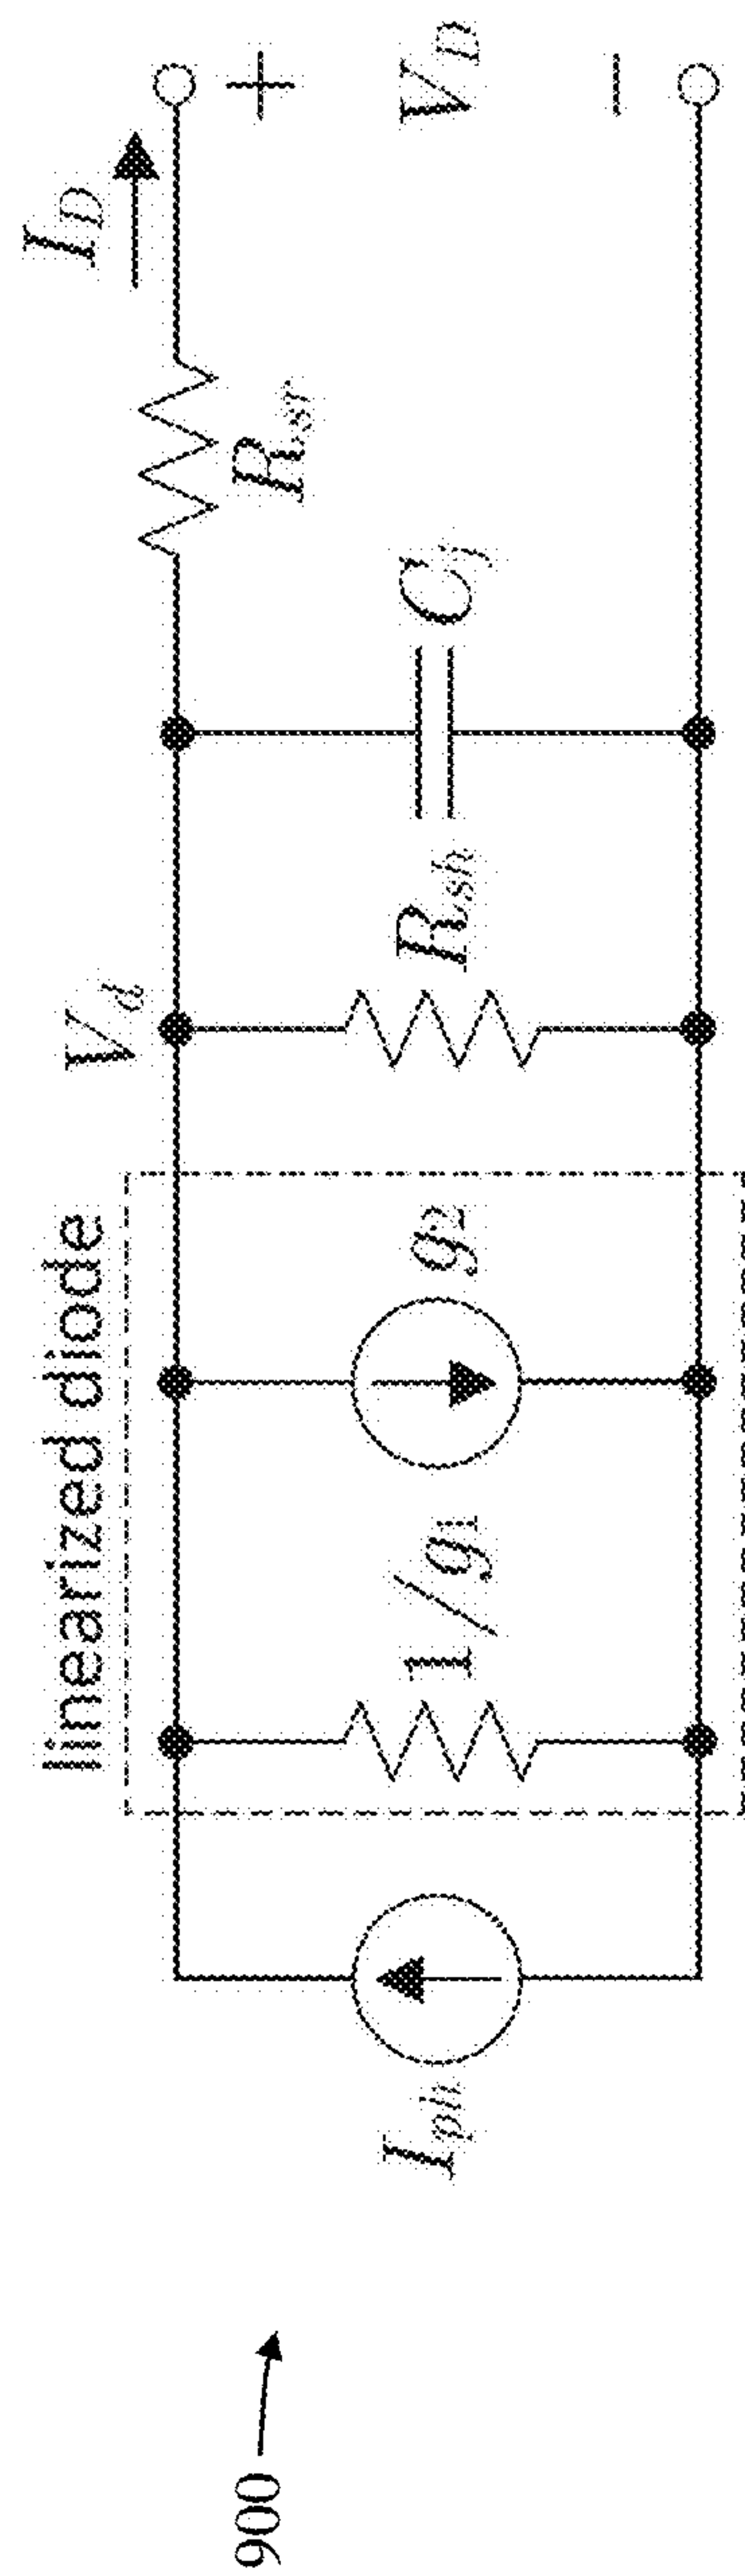 900
I_ph
linearized diode
1/g_1
g_2
V_d
R_sh
C_j
R_sr
I_D
+
V_D
−